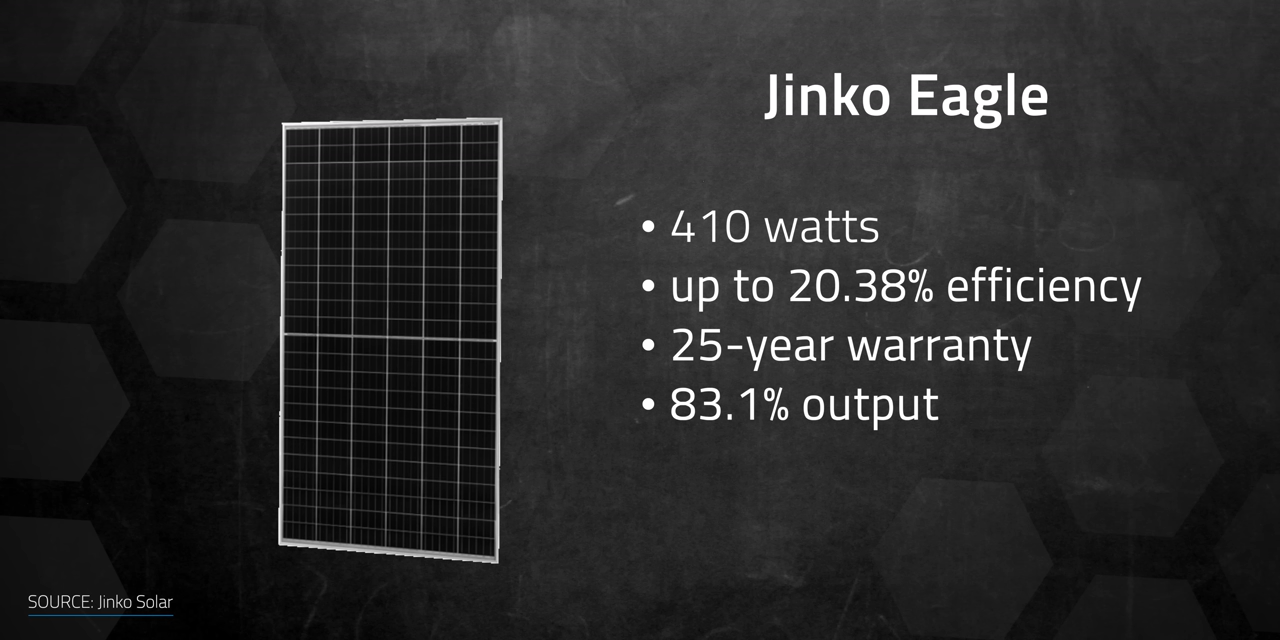 Jinko Eagle
• 410 watts
• up to 20.38% efficiency
• 25-year warranty
• 83.1% output
SOURCE: Jinko Solar